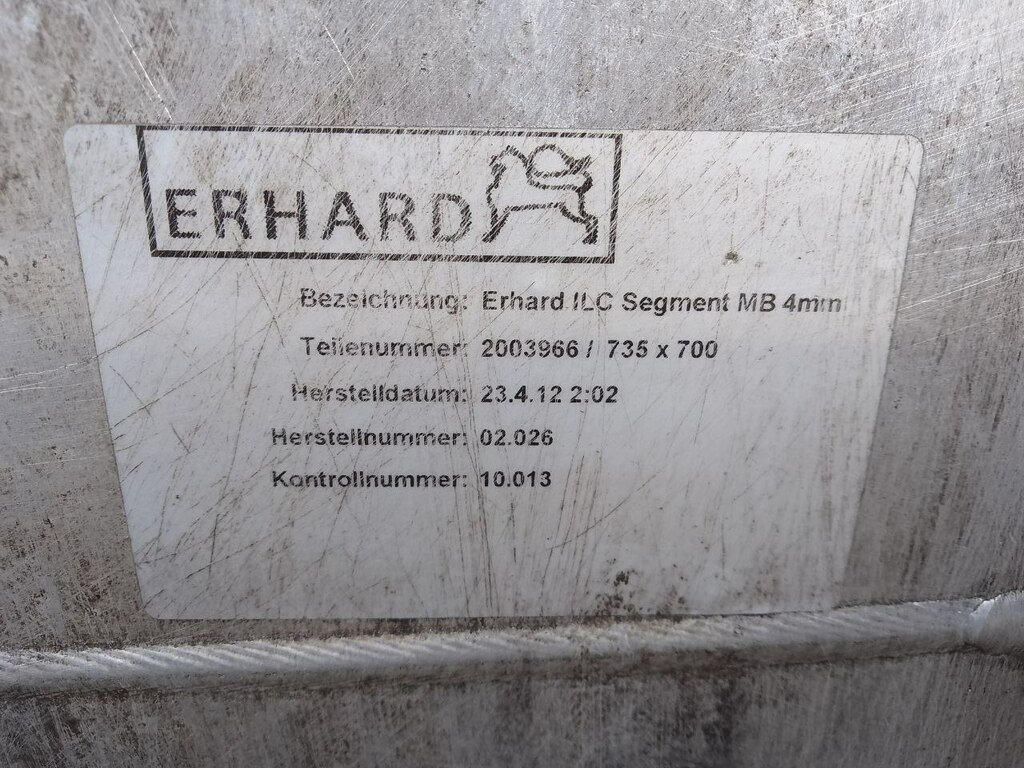 ERHARD
Bezeichnung: Erhard ILC Segment MB 4mm
Teilenummer: 2003966 / 735 x 700
Herstelldatum: 23.4.12 2:02
Herstellnummer: 02.026
Kontrollnummer: 10.013